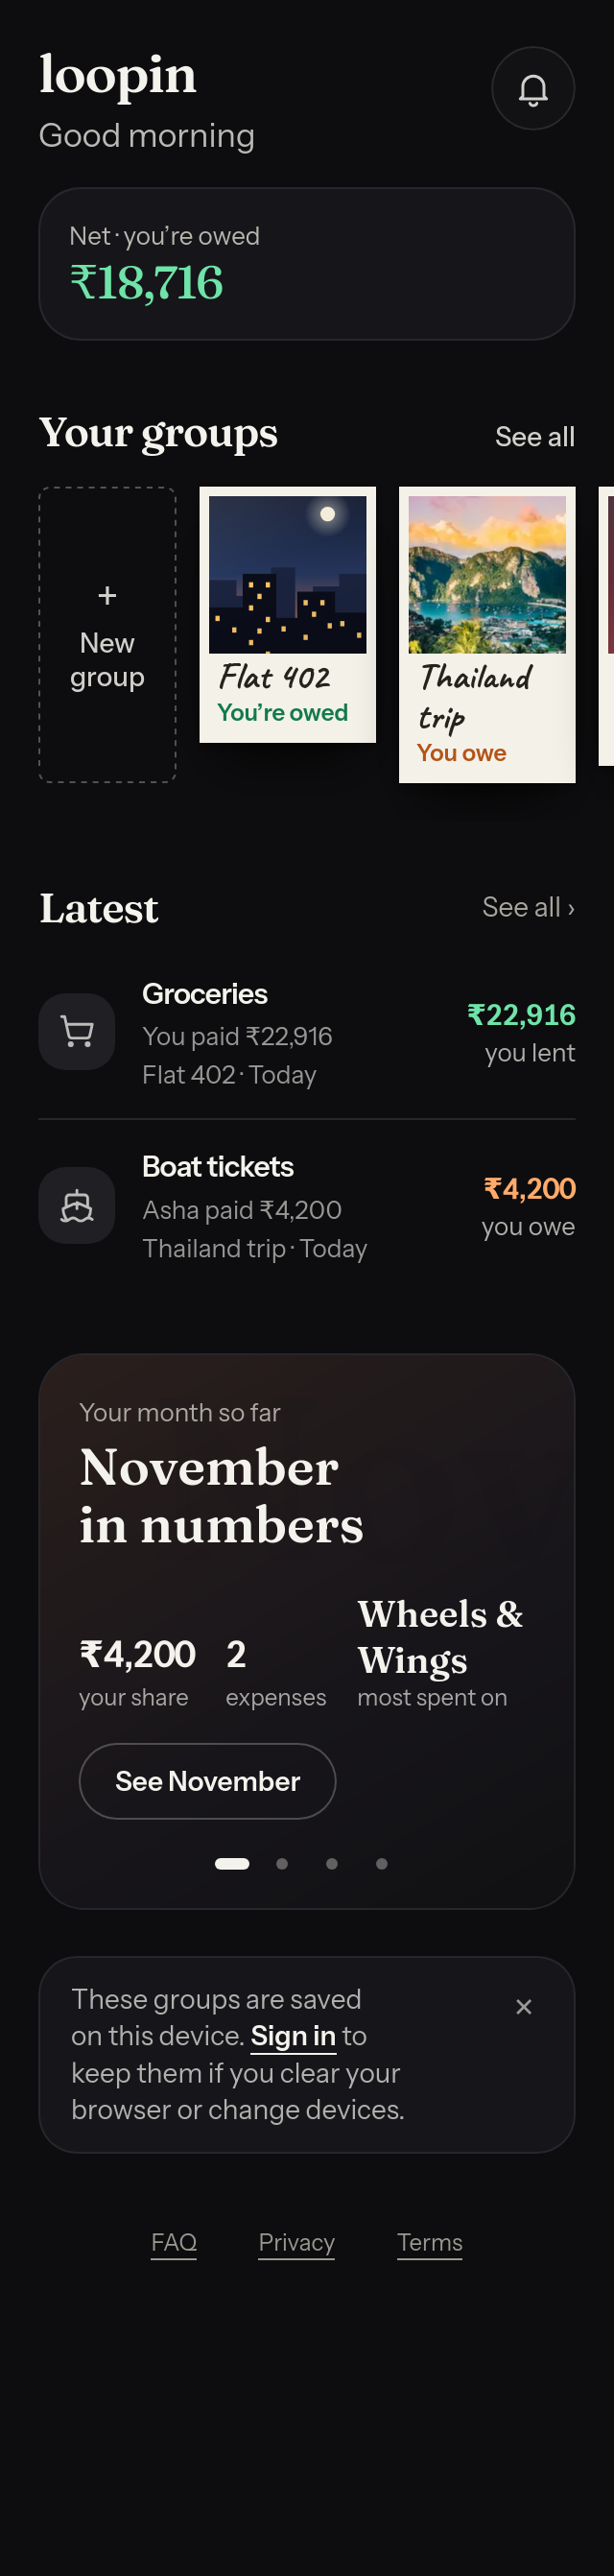 loopin
Good morning
Net · you’re owed
₹18,716
Your groups
See all
+
New
group
Flat 402
You’re owed
Thailand
trip
You owe
Latest
See all ›
Groceries
You paid ₹22,916
Flat 402 · Today
₹22,916
you lent
Boat tickets
Asha paid ₹4,200
Thailand trip · Today
₹4,200
you owe
Your month so far
November
in numbers
₹4,200
your share
2
expenses
Wheels &
Wings
most spent on
See November
These groups are saved
on this device. Sign in to
keep them if you clear your
browser or change devices.
FAQ
Privacy
Terms